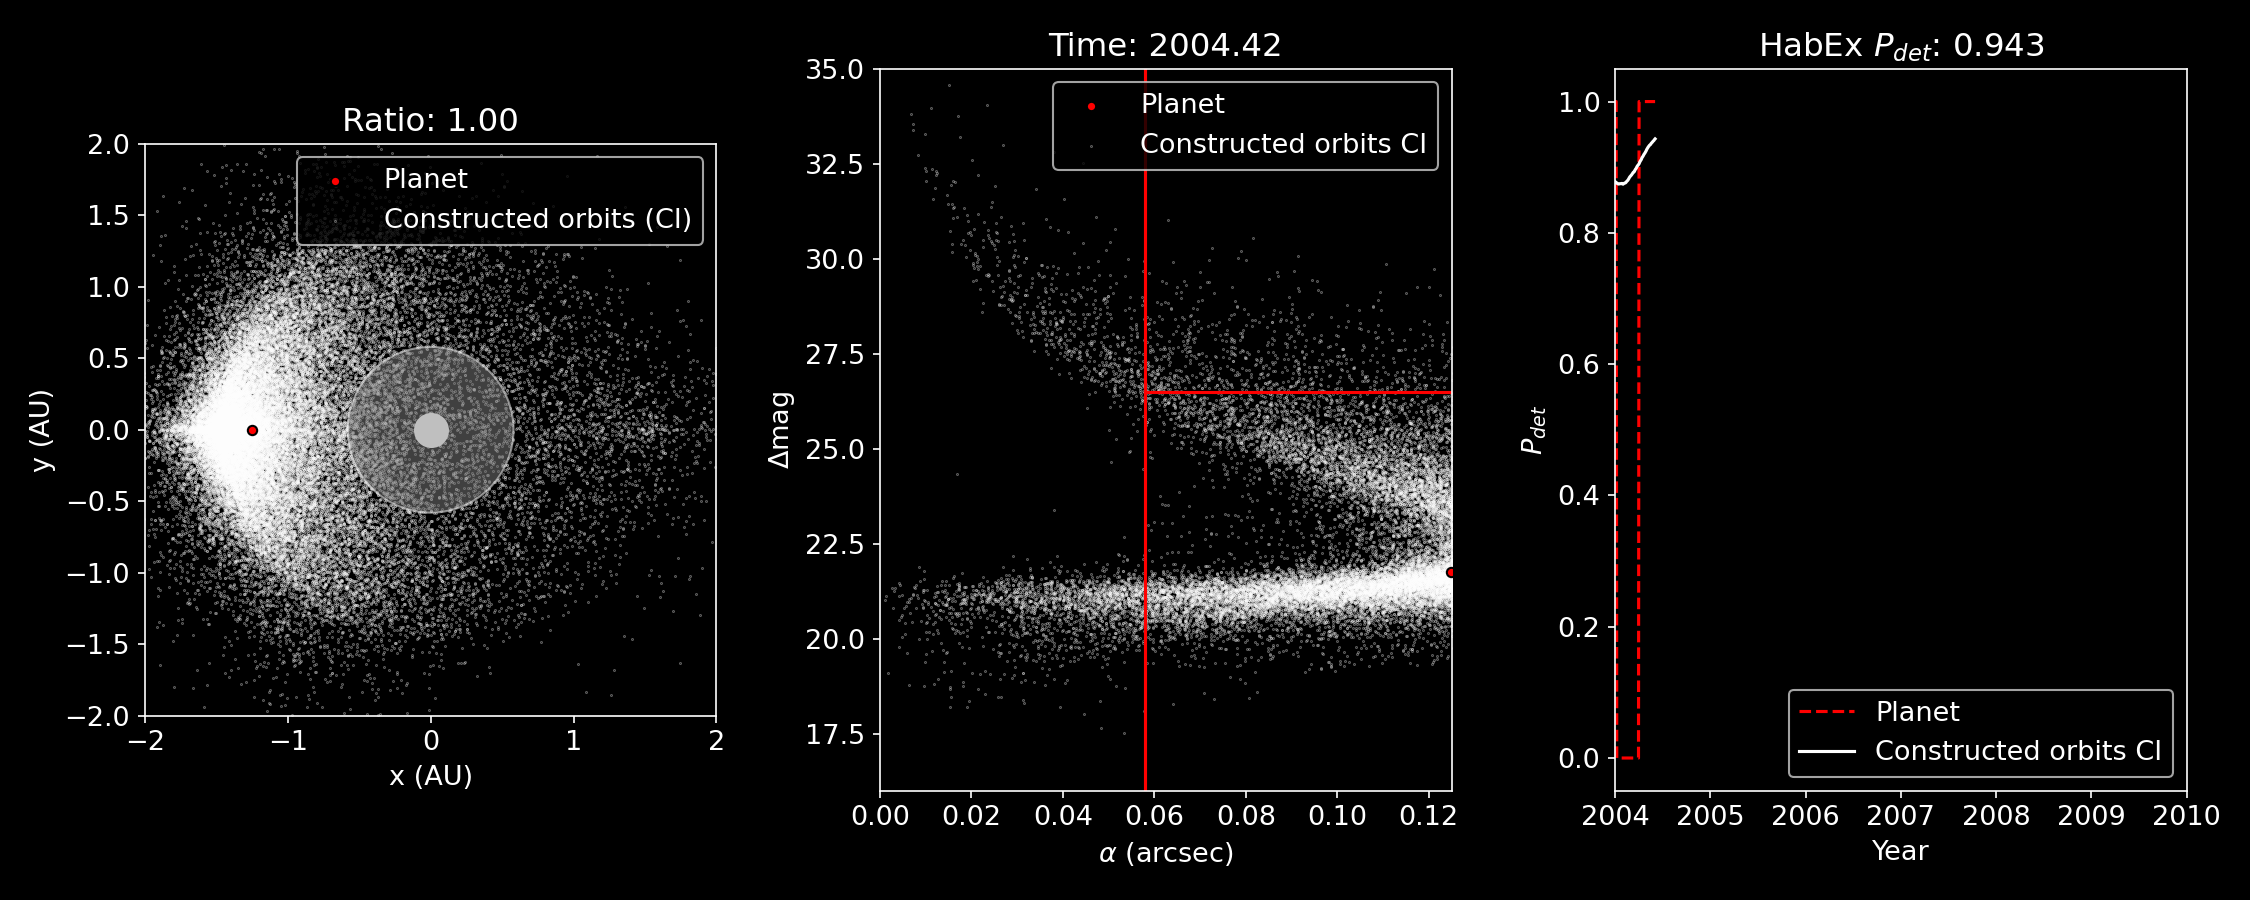 Ratio: 1.00
Planet
Constructed orbits (CI)
2.0
1.5
1.0
0.5
0.0
−0.5
−1.0
−1.5
−2.0
−2
−1
0
1
2
y (AU)
x (AU)
Time: 2004.42
Planet
Constructed orbits CI
35.0
32.5
30.0
27.5
25.0
22.5
20.0
17.5
0.00
0.02
0.04
0.06
0.08
0.10
0.12
Δmag
α (arcsec)
HabEx P_det: 0.943
1.0
0.8
0.6
0.4
0.2
0.0
P_det
Planet
Constructed orbits CI
2004
2005
2006
2007
2008
2009
2010
Year